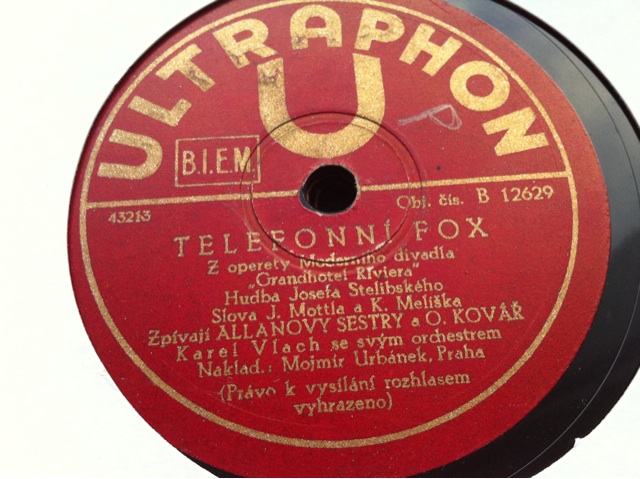 ULTRAPHON
U
P
B.I.E.M.
43213
Obj. čís. B 12629
TELEFONNÍ FOX
Z operety Moderního divadla
„Grandhotel Riviera"
Hudba Josefa Stelibského
Slova J. Mottla a K. Melíška
Zpívají ALLANOVY SESTRY a O. KOVÁŘ
Karel Vlach se svým orchestrem
Naklad.: Mojmír Urbánek, Praha
(Právo k vysílání rozhlasem
vyhrazeno)